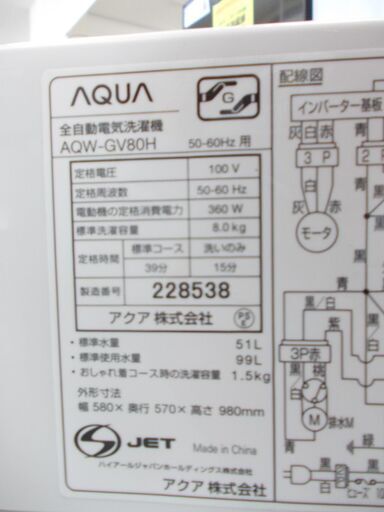 AQUA
G
全自動電気洗濯機
AQW-GV80H 50-60Hz 用
定格電圧 100 V
定格周波数 50-60 Hz
電動機の定格消費電力 360 W
標準洗濯容量 8.0kg
定格時間 標準コース 洗いのみ
39分 15分
製造番号 228538
アクア 株式会社 PS E
・標準水量 51L
・標準使用水量 99L
・おしゃれ着コース時の洗濯容量 1.5kg
外形寸法
幅 580× 奥行 570× 高さ 980mm
S JET Made in China
ハイアールジャパンホールディングス株式会社
アクア 株式会社
配線図
インバーター基板
灰 白 赤 青
3 P 2
白
灰 赤
モータ
青
黒
黒/白
紫
3P赤
黒 桃
M 排水M
黒
緑